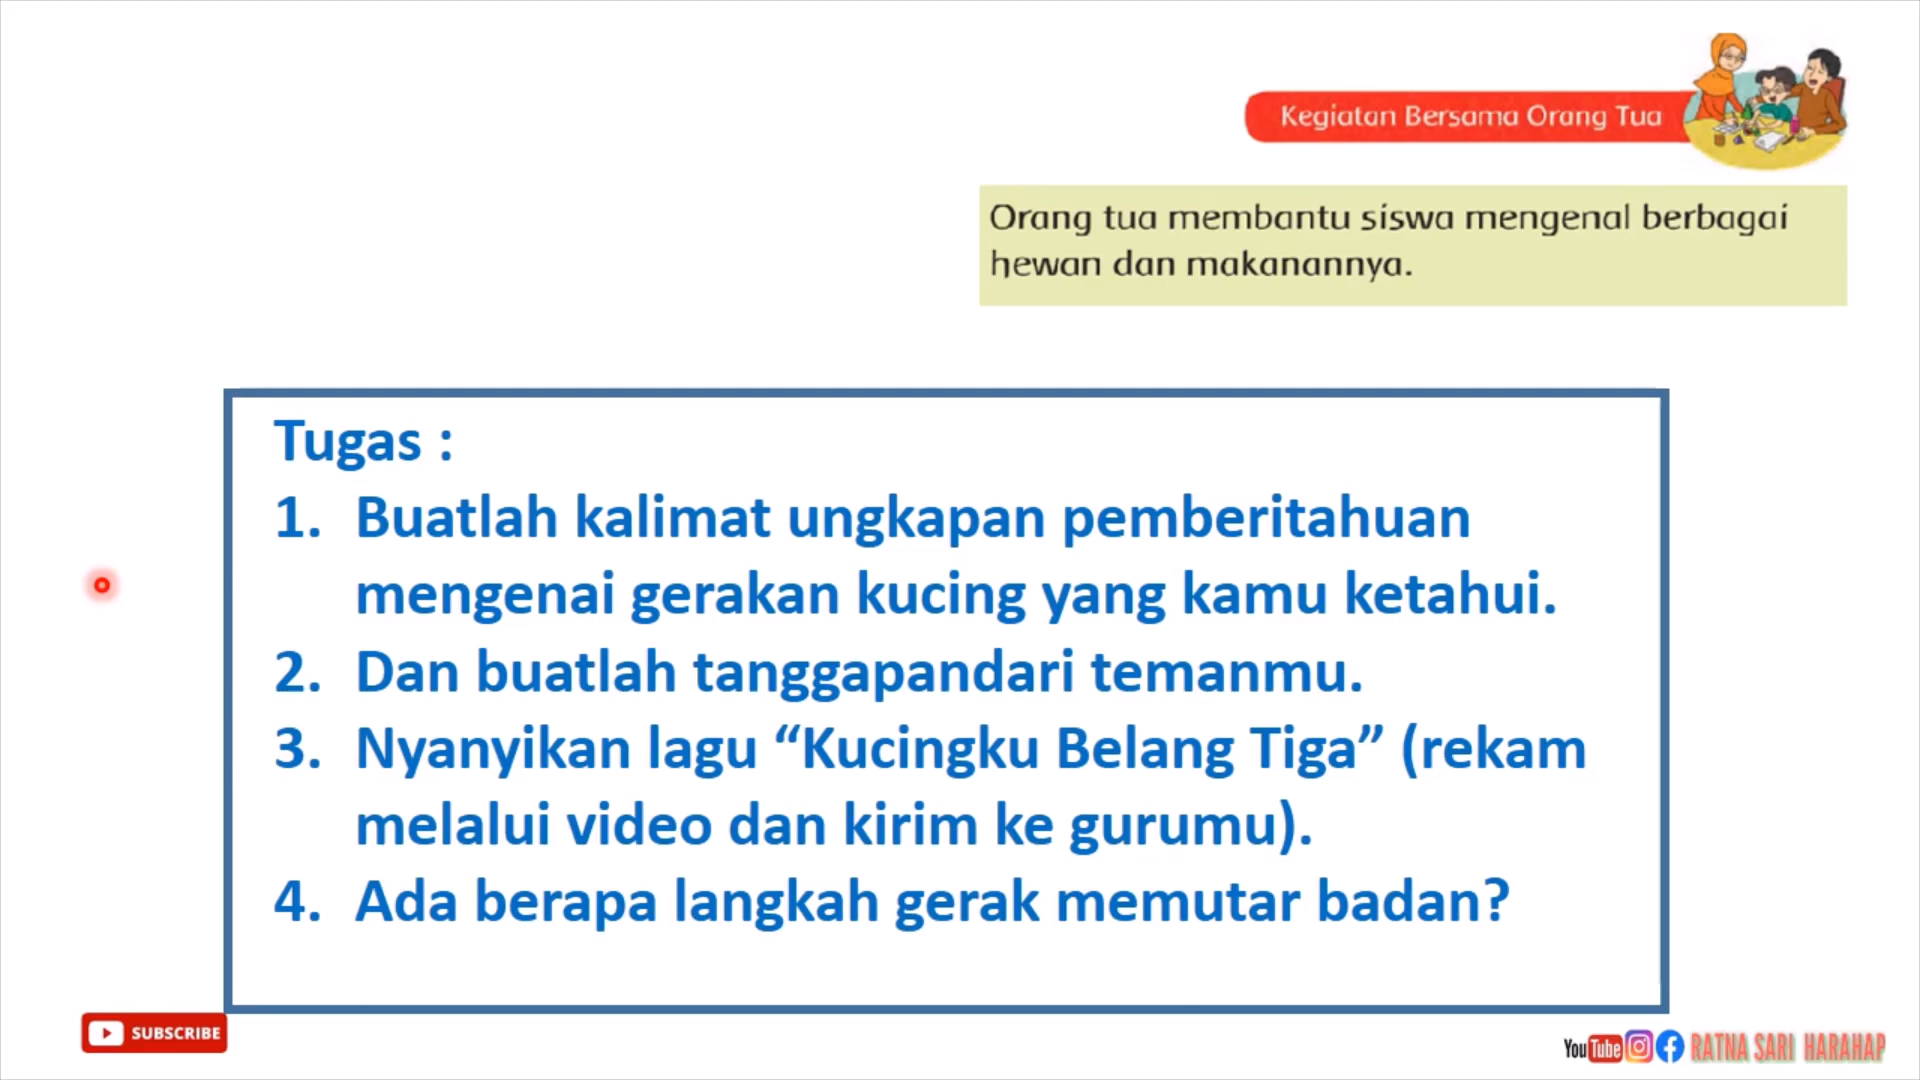 Kegiatan Bersama Orang Tua
Orang tua membantu siswa mengenal berbagai
hewan dan makanannya.
Tugas :
1. Buatlah kalimat ungkapan pemberitahuan
mengenai gerakan kucing yang kamu ketahui.
2. Dan buatlah tanggapandari temanmu.
3. Nyanyikan lagu “Kucingku Belang Tiga” (rekam
melalui video dan kirim ke gurumu).
4. Ada berapa langkah gerak memutar badan?
SUBSCRIBE
YouTube RATNA SARI HARAHAP